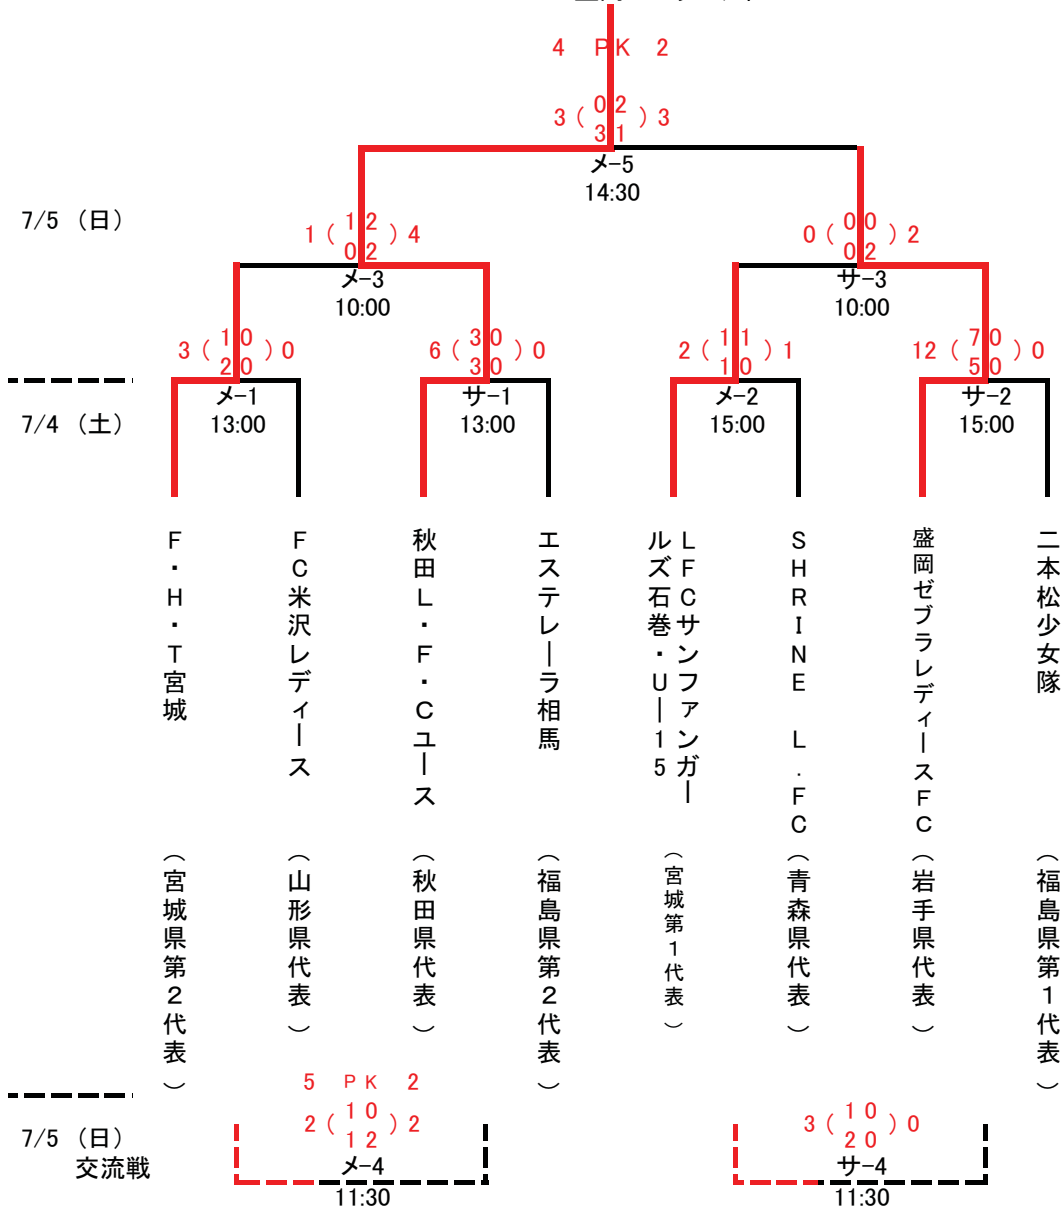 4 PK 2
3 ( 0 2 ) 3
3 1
メ-5
14:30
7/5 （日）
1 ( 1 2 ) 4
0 2
メ-3
10:00
0 ( 0 0 ) 2
0 2
サ-3
10:00
3 ( 1 0 ) 0
2 0
メ-1
13:00
6 ( 3 0 ) 0
3 0
サ-1
13:00
2 ( 1 1 ) 1
1 0
メ-2
15:00
12 ( 7 0 ) 0
5 0
サ-2
15:00
7/4 （土）
F・H・T宮城
（宮城県第2代表）
FC米沢レディース
（山形県代表）
秋田L・F・Cユース
（秋田県代表）
エステレーラ相馬
（福島県第2代表）
LFCサンファンガー
ルズ石巻・U―15
（宮城第1代表）
SHRINE L.FC
（青森県代表）
盛岡ゼブラレディースFC
（岩手県代表）
二本松少女隊
（福島県第1代表）
7/5 （日）
交流戦
5 PK 2
2 ( 1 0 ) 2
1 2
メ-4
11:30
3 ( 1 0 ) 0
2 0
サ-4
11:30